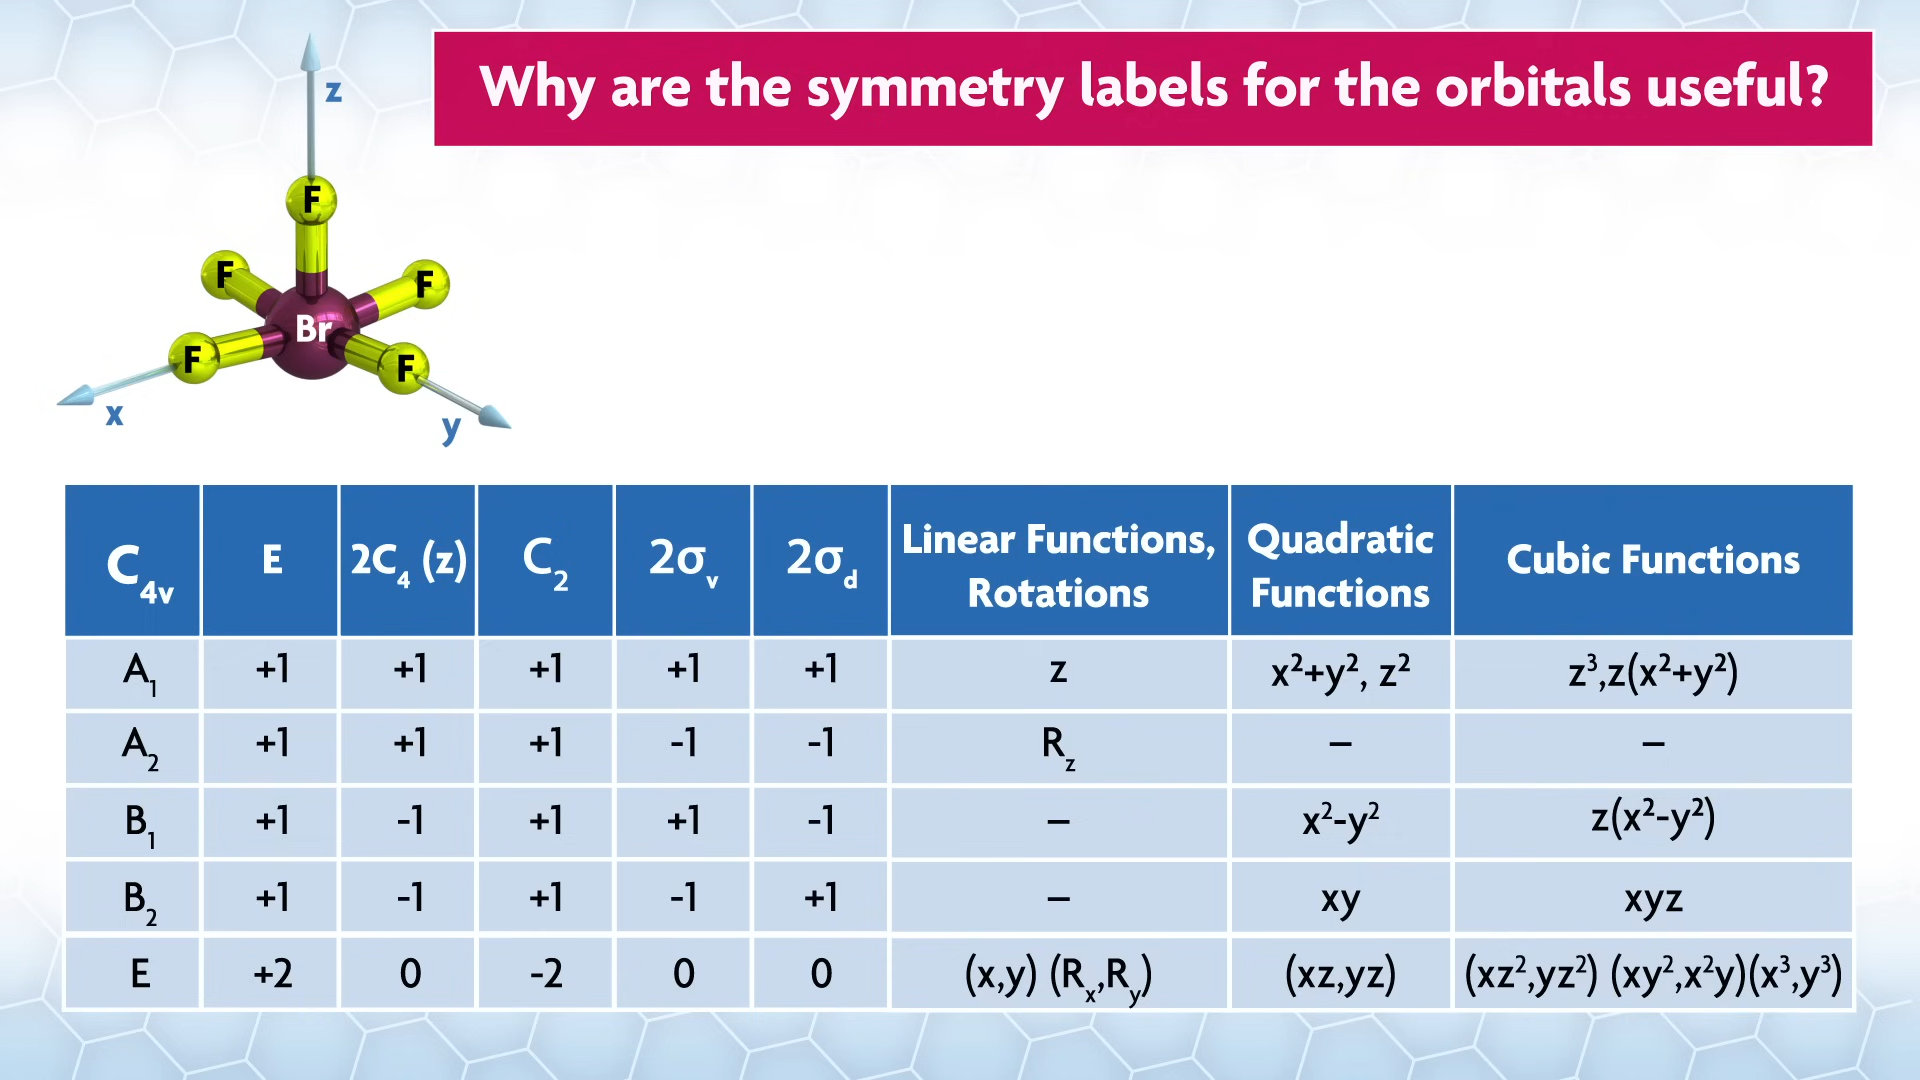 Why are the symmetry labels for the orbitals useful?
z
F
F
F
Br
F
F
x
y
C4v E 2C4 (z) C2 2σv 2σd Linear Functions, Rotations Quadratic Functions Cubic Functions
A1 +1 +1 +1 +1 +1 z x²+y², z² z³,z(x²+y²)
A2 +1 +1 +1 -1 -1 Rz – –
B1 +1 -1 +1 +1 -1 – x²-y² z(x²-y²)
B2 +1 -1 +1 -1 +1 – xy xyz
E +2 0 -2 0 0 (x,y) (Rx,Ry) (xz,yz) (xz²,yz²) (xy²,x²y)(x³,y³)